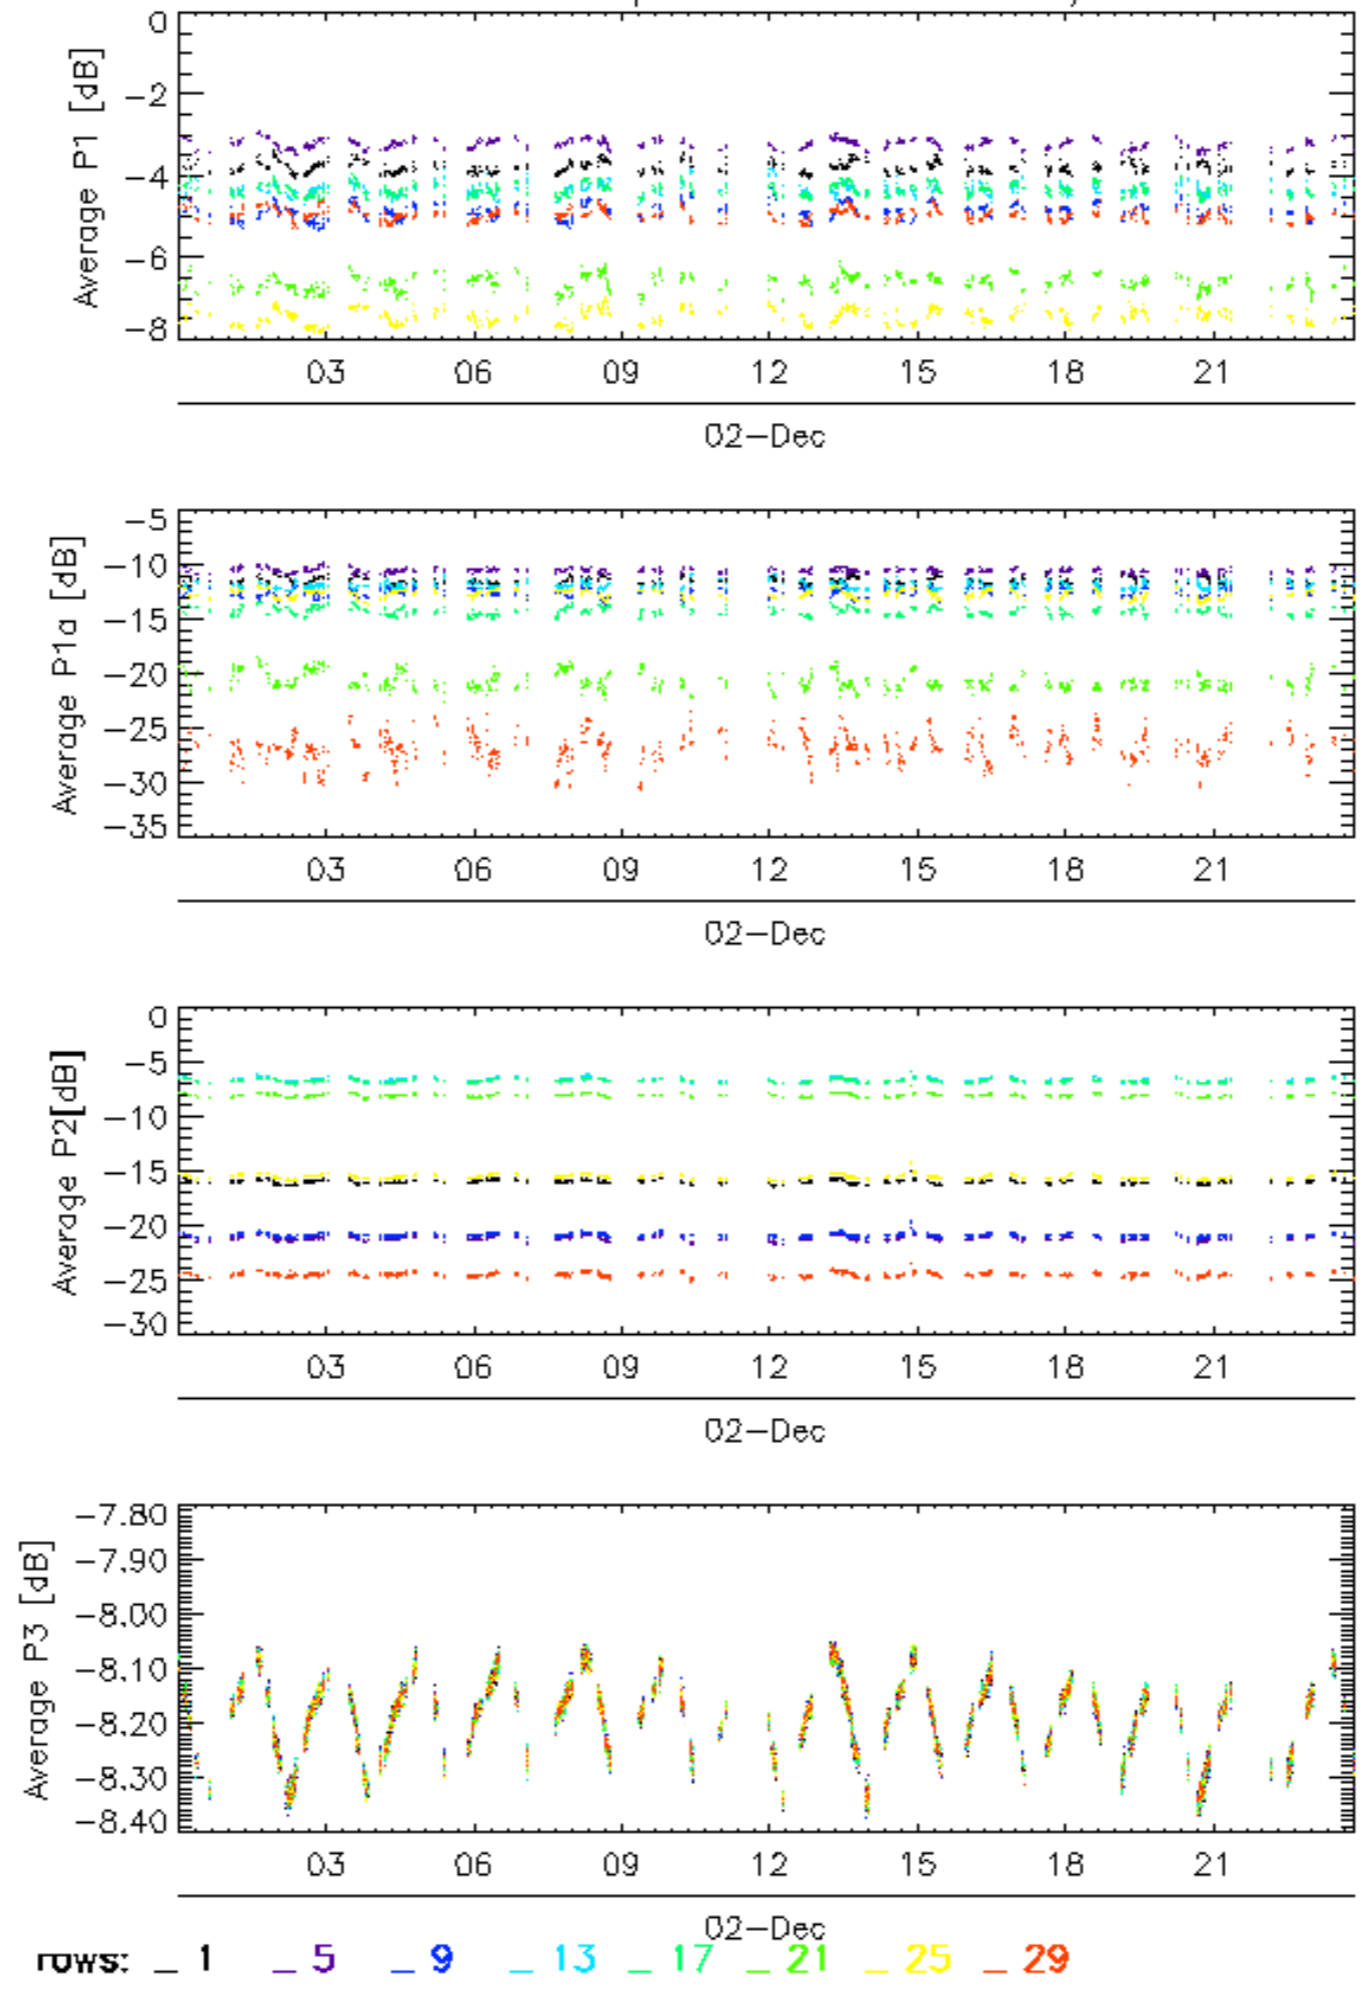 0
-2
-4
-6
-8
Average P1 [dB]
03 06 09 12 15 18 21
02-Dec
-5
-10
-15
-20
-25
-30
-35
Average P1a [dB]
03 06 09 12 15 18 21
02-Dec
0
-5
-10
-15
-20
-25
-30
Average P2[dB]
03 06 09 12 15 18 21
02-Dec
-7.80
-7.90
-8.00
-8.10
-8.20
-8.30
-8.40
Average P3 [dB]
03 06 09 12 15 18 21
02-Dec
rows: _ 1 _ 5 _ 9 _ 13 _ 17 _ 21 _ 25 _ 29